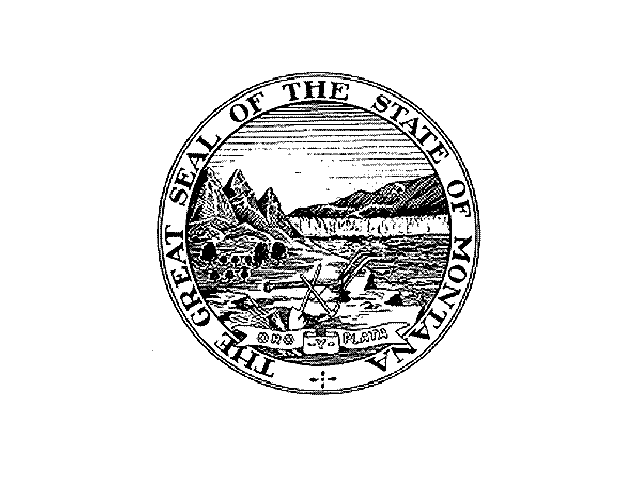 THE GREAT SEAL OF THE STATE OF MONTANA
ORO Y PLATA